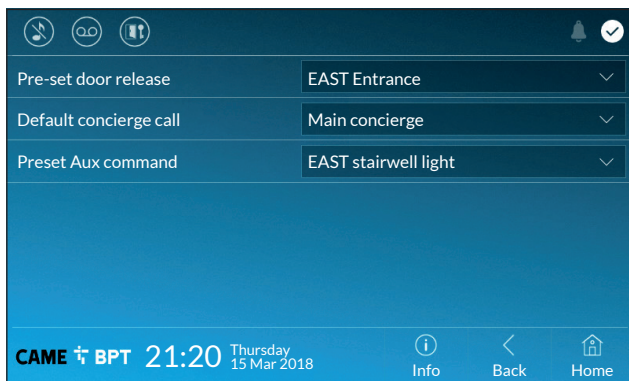 Pre-set door release EAST Entrance
Default concierge call Main concierge
Preset Aux command EAST stairwell light
CAME BPT 21:20 Thursday
15 Mar 2018
Info Back Home